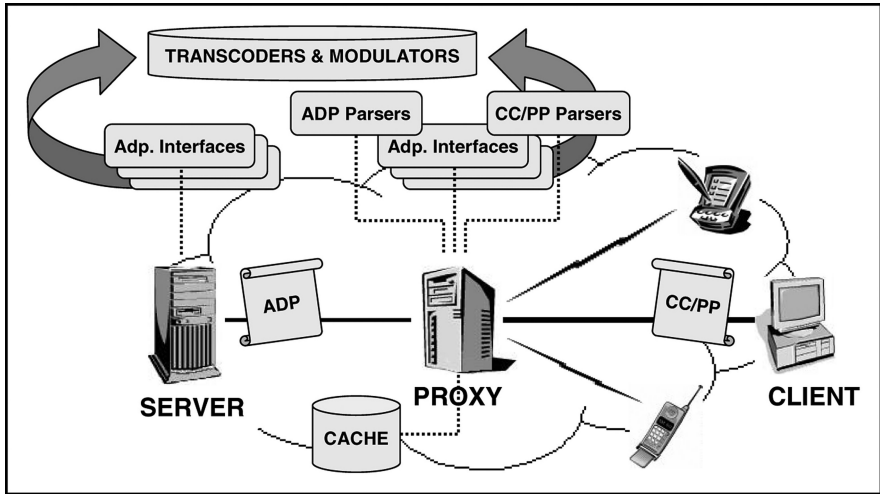 TRANSCODERS & MODULATORS
ADP Parsers
CC/PP Parsers
Adp. Interfaces
Adp. Interfaces
ADP
CC/PP
SERVER
PROXY
CLIENT
CACHE